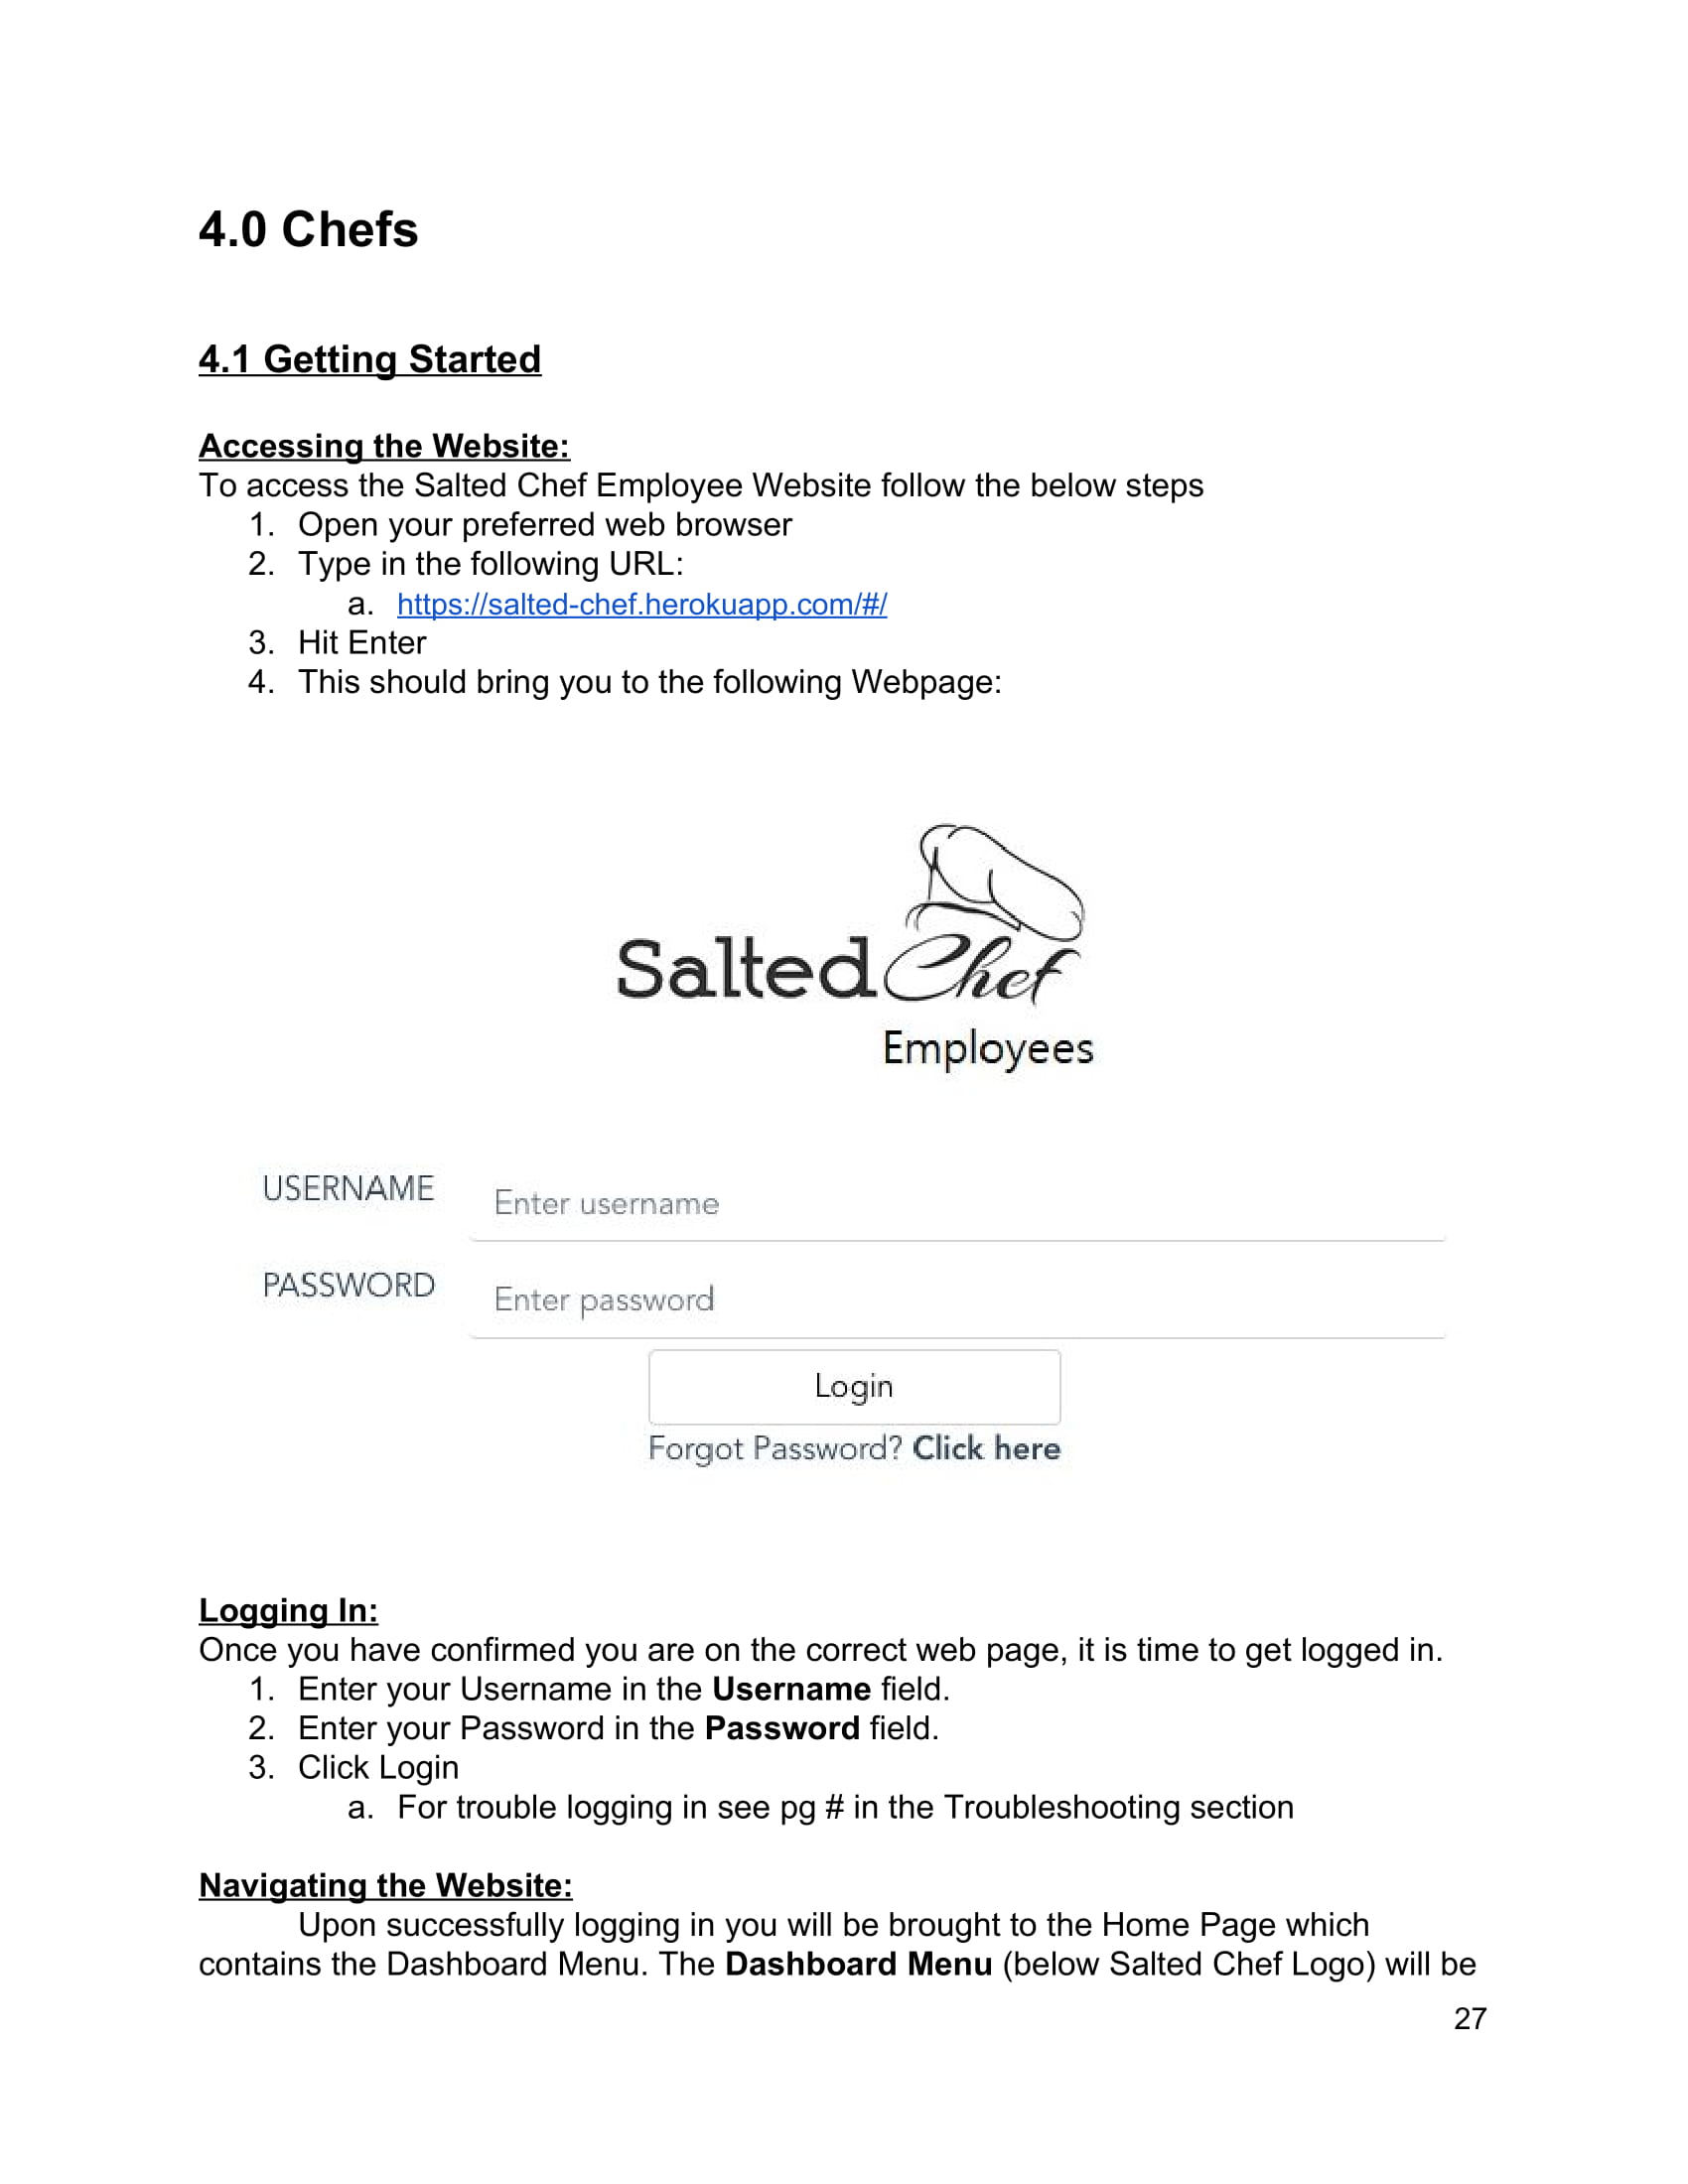 4.0 Chefs
4.1 Getting Started
Accessing the Website:
To access the Salted Chef Employee Website follow the below steps
1. Open your preferred web browser
2. Type in the following URL:
a. https://salted-chef.herokuapp.com/#/
3. Hit Enter
4. This should bring you to the following Webpage:
Salted Chef
Employees
USERNAME Enter username
PASSWORD Enter password
Login
Forgot Password? Click here
Logging In:
Once you have confirmed you are on the correct web page, it is time to get logged in.
1. Enter your Username in the Username field.
2. Enter your Password in the Password field.
3. Click Login
a. For trouble logging in see pg # in the Troubleshooting section
Navigating the Website:
Upon successfully logging in you will be brought to the Home Page which
contains the Dashboard Menu. The Dashboard Menu (below Salted Chef Logo) will be
27